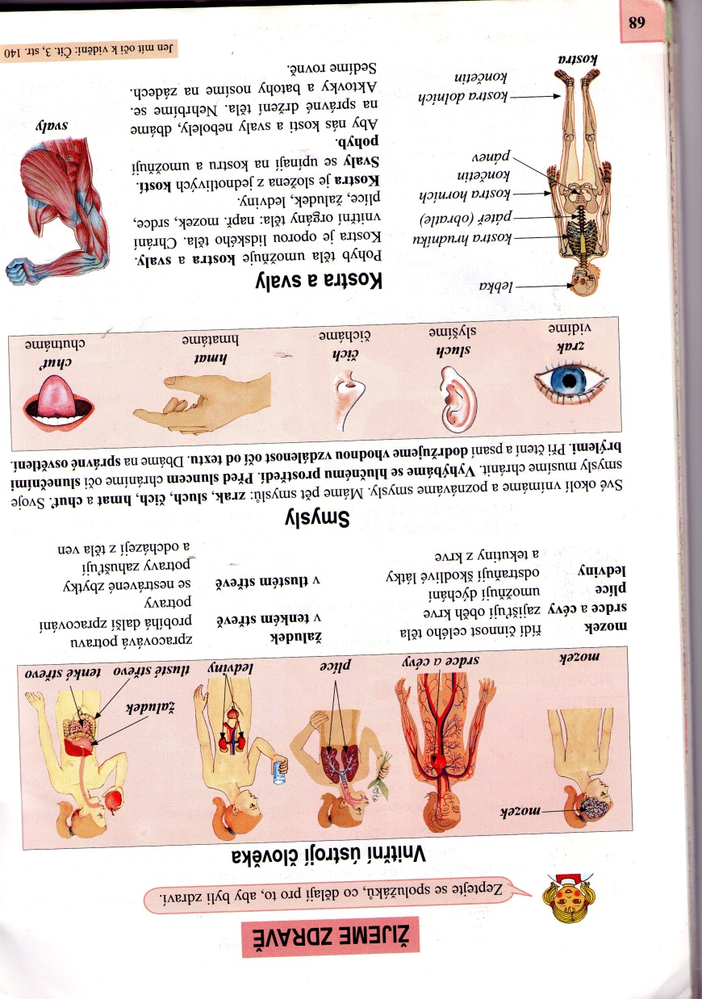 ŽIJEME ZDRAVĚ
Zeptejte se spolužáků, co dělají pro to, aby byli zdraví.
Vnitřní ústrojí člověka
mozek
žaludek
mozek
srdce a cévy
plíce
ledviny
tlusté střevo
tenké střevo
mozek řídí činnost celého těla
srdce a cévy zajišťují oběh krve
plíce umožňují dýchání
ledviny odstraňují škodlivé látky
a tekutiny z krve
žaludek zpracovává potravu
v tenkém střevě probíhá další zpracování
potravy
v tlustém střevě se nestrávené zbytky
potravy zahušťují
a odcházejí z těla ven
Smysly
Své okolí vnímáme a poznáváme smysly. Máme pět smyslů: zrak, sluch, čich, hmat a chuť. Svoje
smysly musíme chránit. Vyhýbáme se hlučnému prostředí. Před sluncem chráníme oči slunečními
brýlemi. Při čtení a psaní dodržujeme vhodnou vzdálenost očí od textu. Dbáme na správné osvětlení.
zrak
vidíme
sluch
slyšíme
čich
čicháme
hmat
hmatáme
chuť
chutnáme
lebka
kostra hrudníku
páteř (obratle)
kostra horních
končetin
pánev
kostra dolních
končetin
kostra
Kostra a svaly
Pohyb těla umožňuje kostra a svaly.
Kostra je oporou lidského těla. Chrání
vnitřní orgány těla: např. mozek, srdce,
plíce, žaludek, ledviny.
Kostra je složena z jednotlivých kostí.
Svaly se upínají na kostru a umožňují
pohyb.
Aby nás kosti a svaly nebolely, dbáme
na správné držení těla. Nehrbíme se.
Aktovky a batohy nosíme na zádech.
Sedíme rovně.
svaly
Jen mít oči k vidění: Čít. 3, str. 140
68